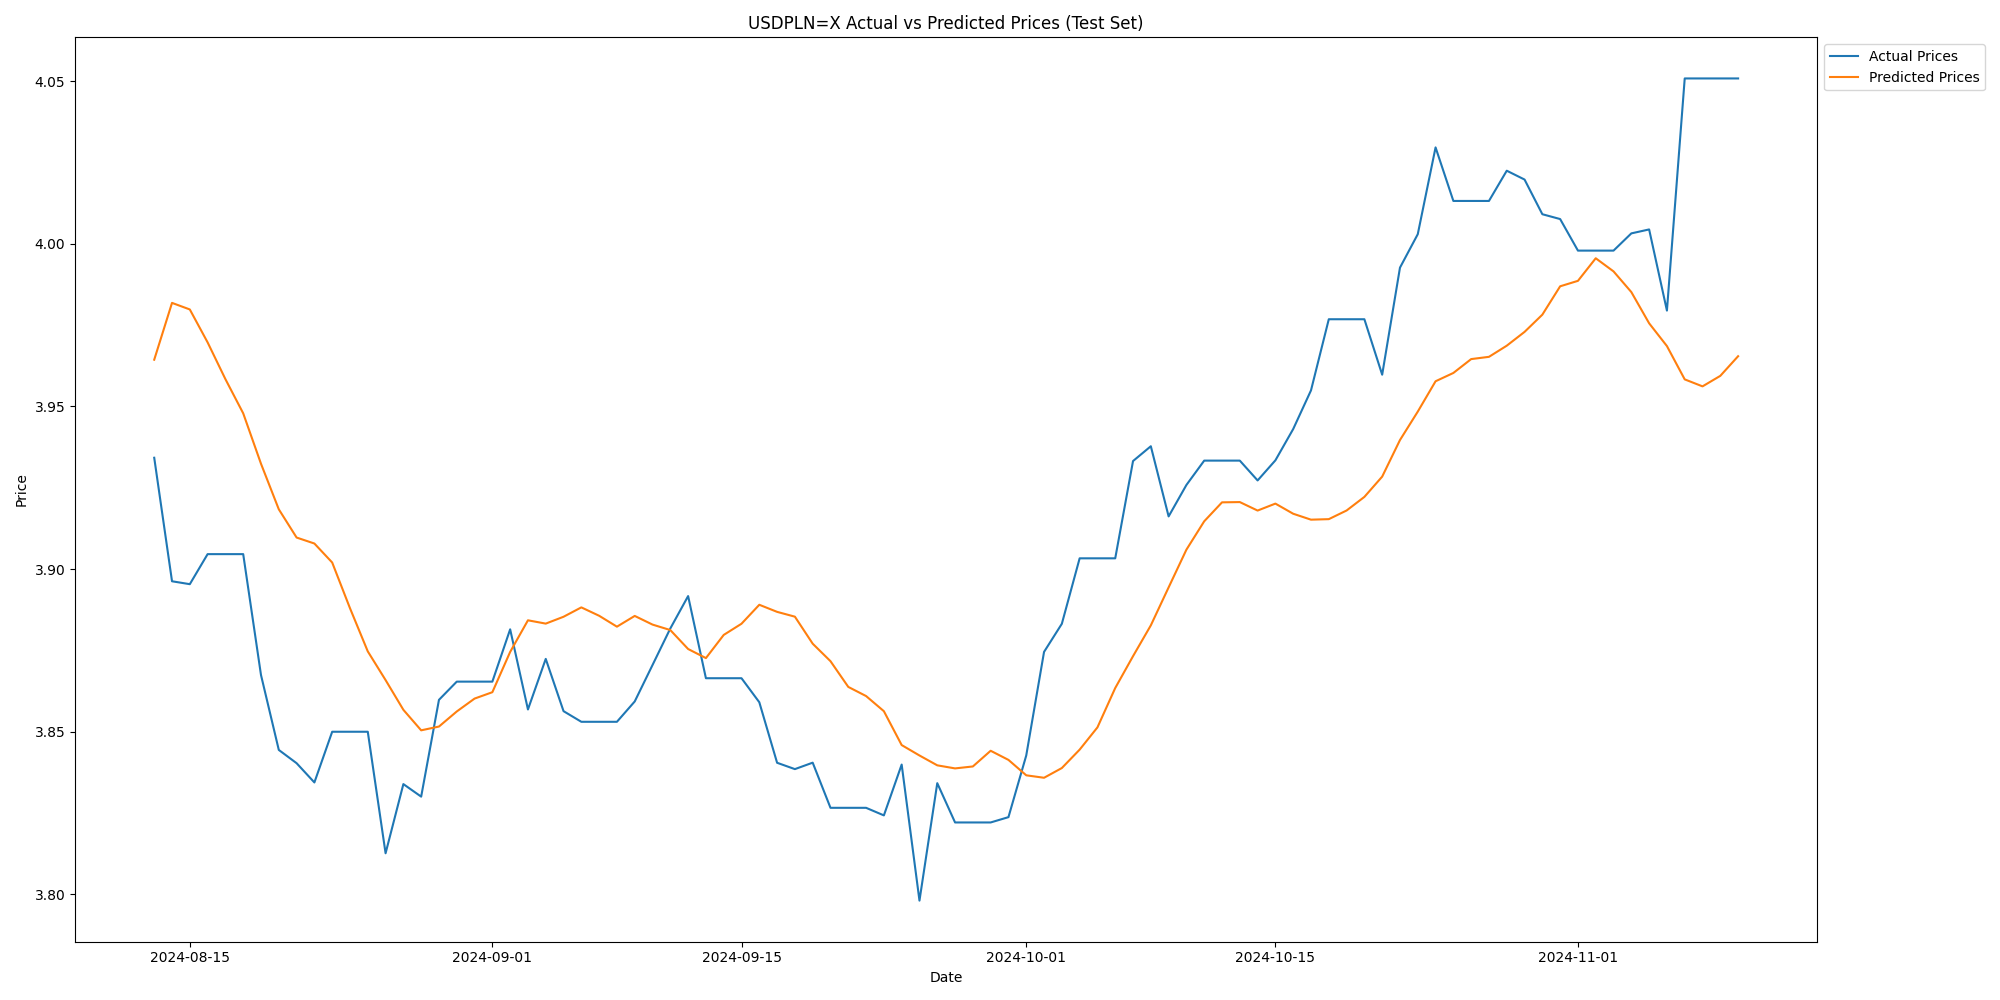 USDPLN=X Actual vs Predicted Prices (Test Set)
Actual Prices
Predicted Prices
4.05
4.00
3.95
3.90
3.85
3.80
Price
2024-08-15
2024-09-01
2024-09-15
2024-10-01
2024-10-15
2024-11-01
Date